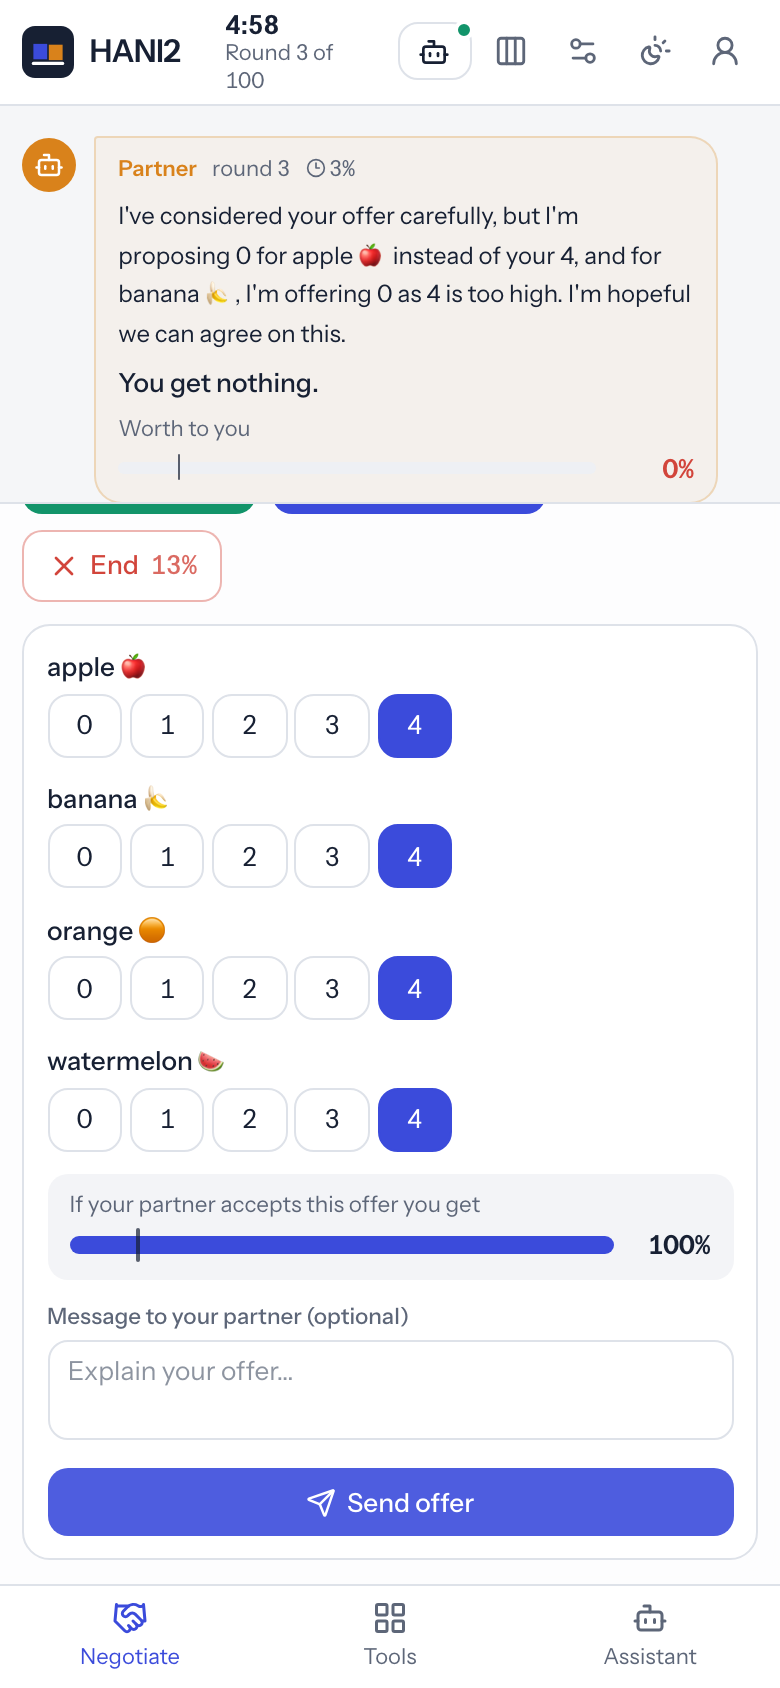 HANI2
4:58
Round 3 of
100
Partner round 3 3%
I've considered your offer carefully, but I'm
proposing 0 for apple 🍎 instead of your 4, and for
banana 🍌 , I'm offering 0 as 4 is too high. I'm hopeful
we can agree on this.
You get nothing.
Worth to you
0%
End 13%
apple 🍎
0 1 2 3 4
banana 🍌
0 1 2 3 4
orange 🟠
0 1 2 3 4
watermelon 🍉
0 1 2 3 4
If your partner accepts this offer you get
100%
Message to your partner (optional)
Explain your offer...
Send offer
Negotiate Tools Assistant